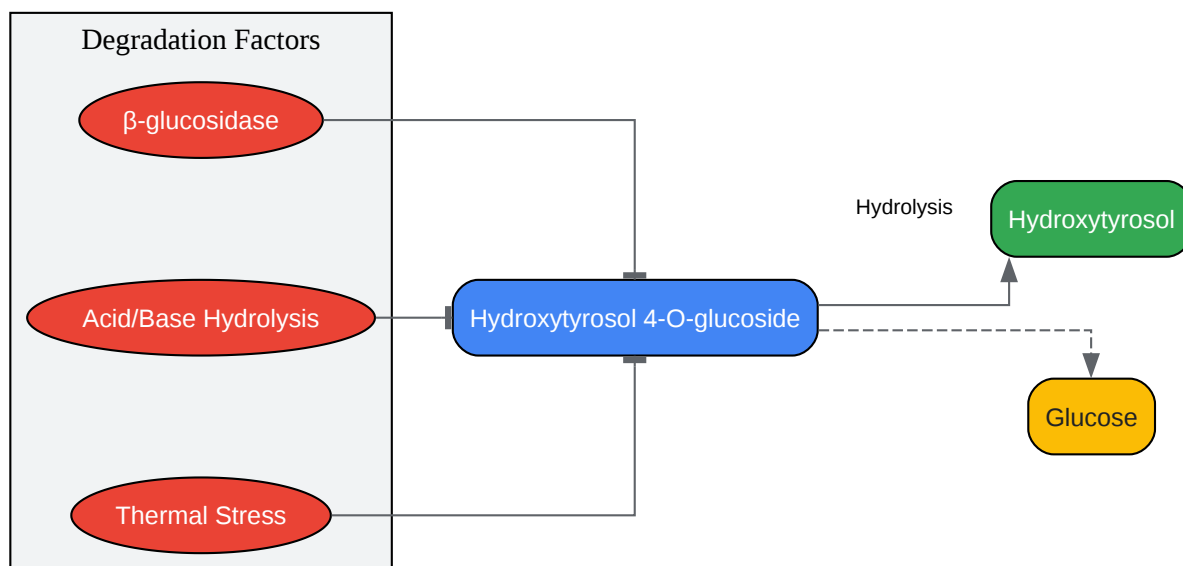 Degradation Factors
β-glucosidase
Acid/Base Hydrolysis
Thermal Stress
Hydroxytyrosol 4-O-glucoside
Hydrolysis
Hydroxytyrosol
Glucose